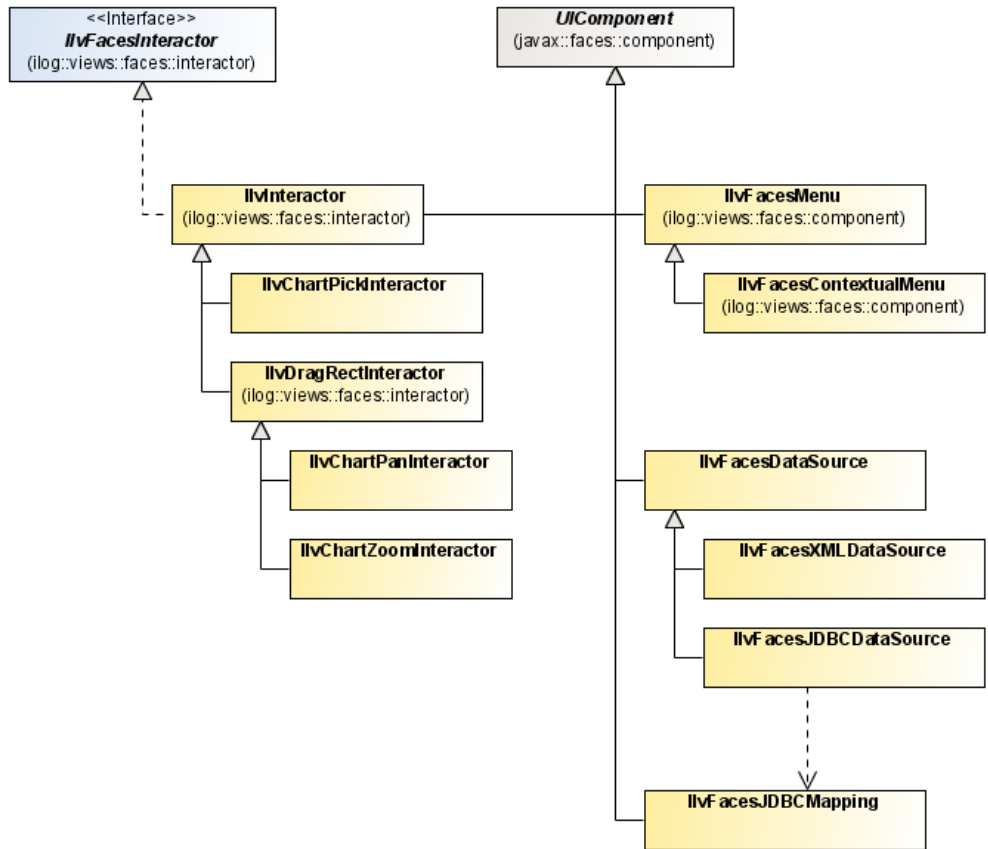 <<Interface>>
IlvFacesInteractor
(ilog::views::faces::interactor)
UIComponent
(javax::faces::component)
IlvInteractor
(ilog::views::faces::interactor)
IlvFacesMenu
(ilog::views::faces::component)
IlvChartPickInteractor
IlvFacesContextualMenu
(ilog::views::faces::component)
IlvDragRectInteractor
(ilog::views::faces::interactor)
IlvChartPanInteractor
IlvFacesDataSource
IlvChartZoomInteractor
IlvFacesXMLDataSource
IlvFacesJDBCDataSource
IlvFacesJDBCMapping